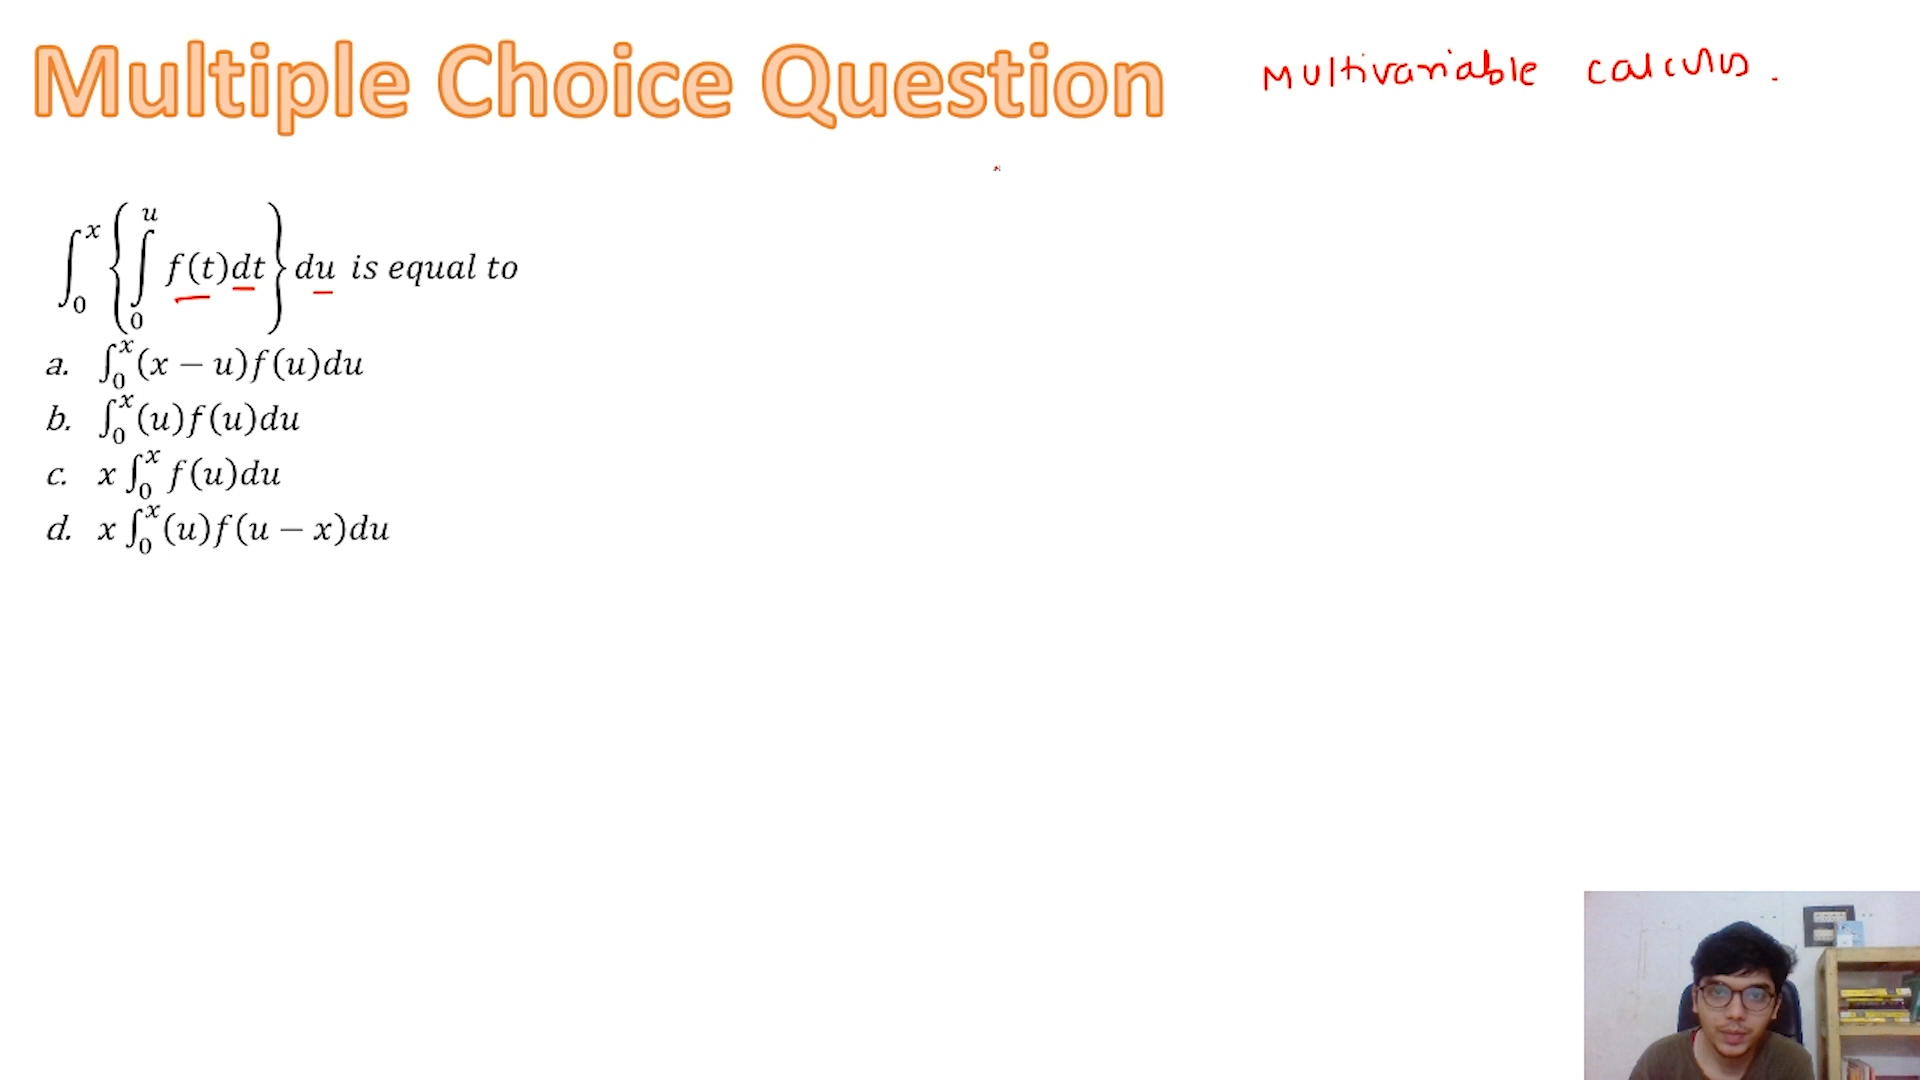 Multiple Choice Question
Multivariable calculus.
∫₀ˣ { ∫₀ᵘ f(t)dt } du is equal to
a. ∫₀ˣ(x − u)f(u)du
b. ∫₀ˣ(u)f(u)du
c. x ∫₀ˣ f(u)du
d. x ∫₀ˣ(u)f(u − x)du